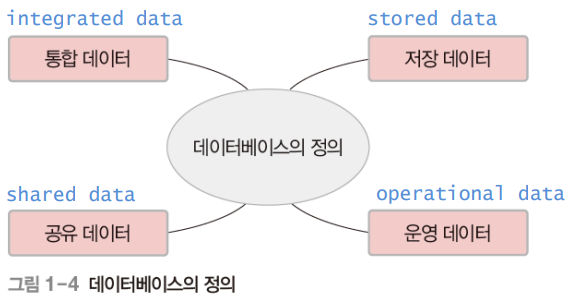 integrated data
stored data
통합 데이터
저장 데이터
데이터베이스의 정의
shared data
operational data
공유 데이터
운영 데이터
그림 1-4 데이터베이스의 정의